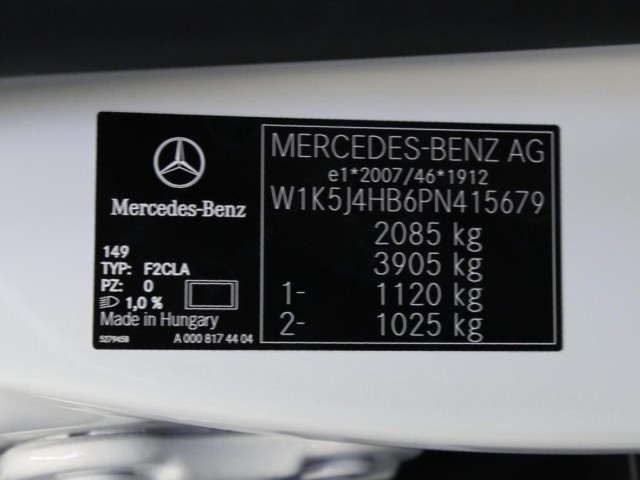 Mercedes-Benz
149
TYP: F2CLA
PZ: 0
1,0 %
Made in Hungary
5279458
A 000 817 44 04
MERCEDES-BENZ AG
e1*2007/46*1912
W1K5J4HB6PN415679
2085 kg
3905 kg
1- 1120 kg
2- 1025 kg